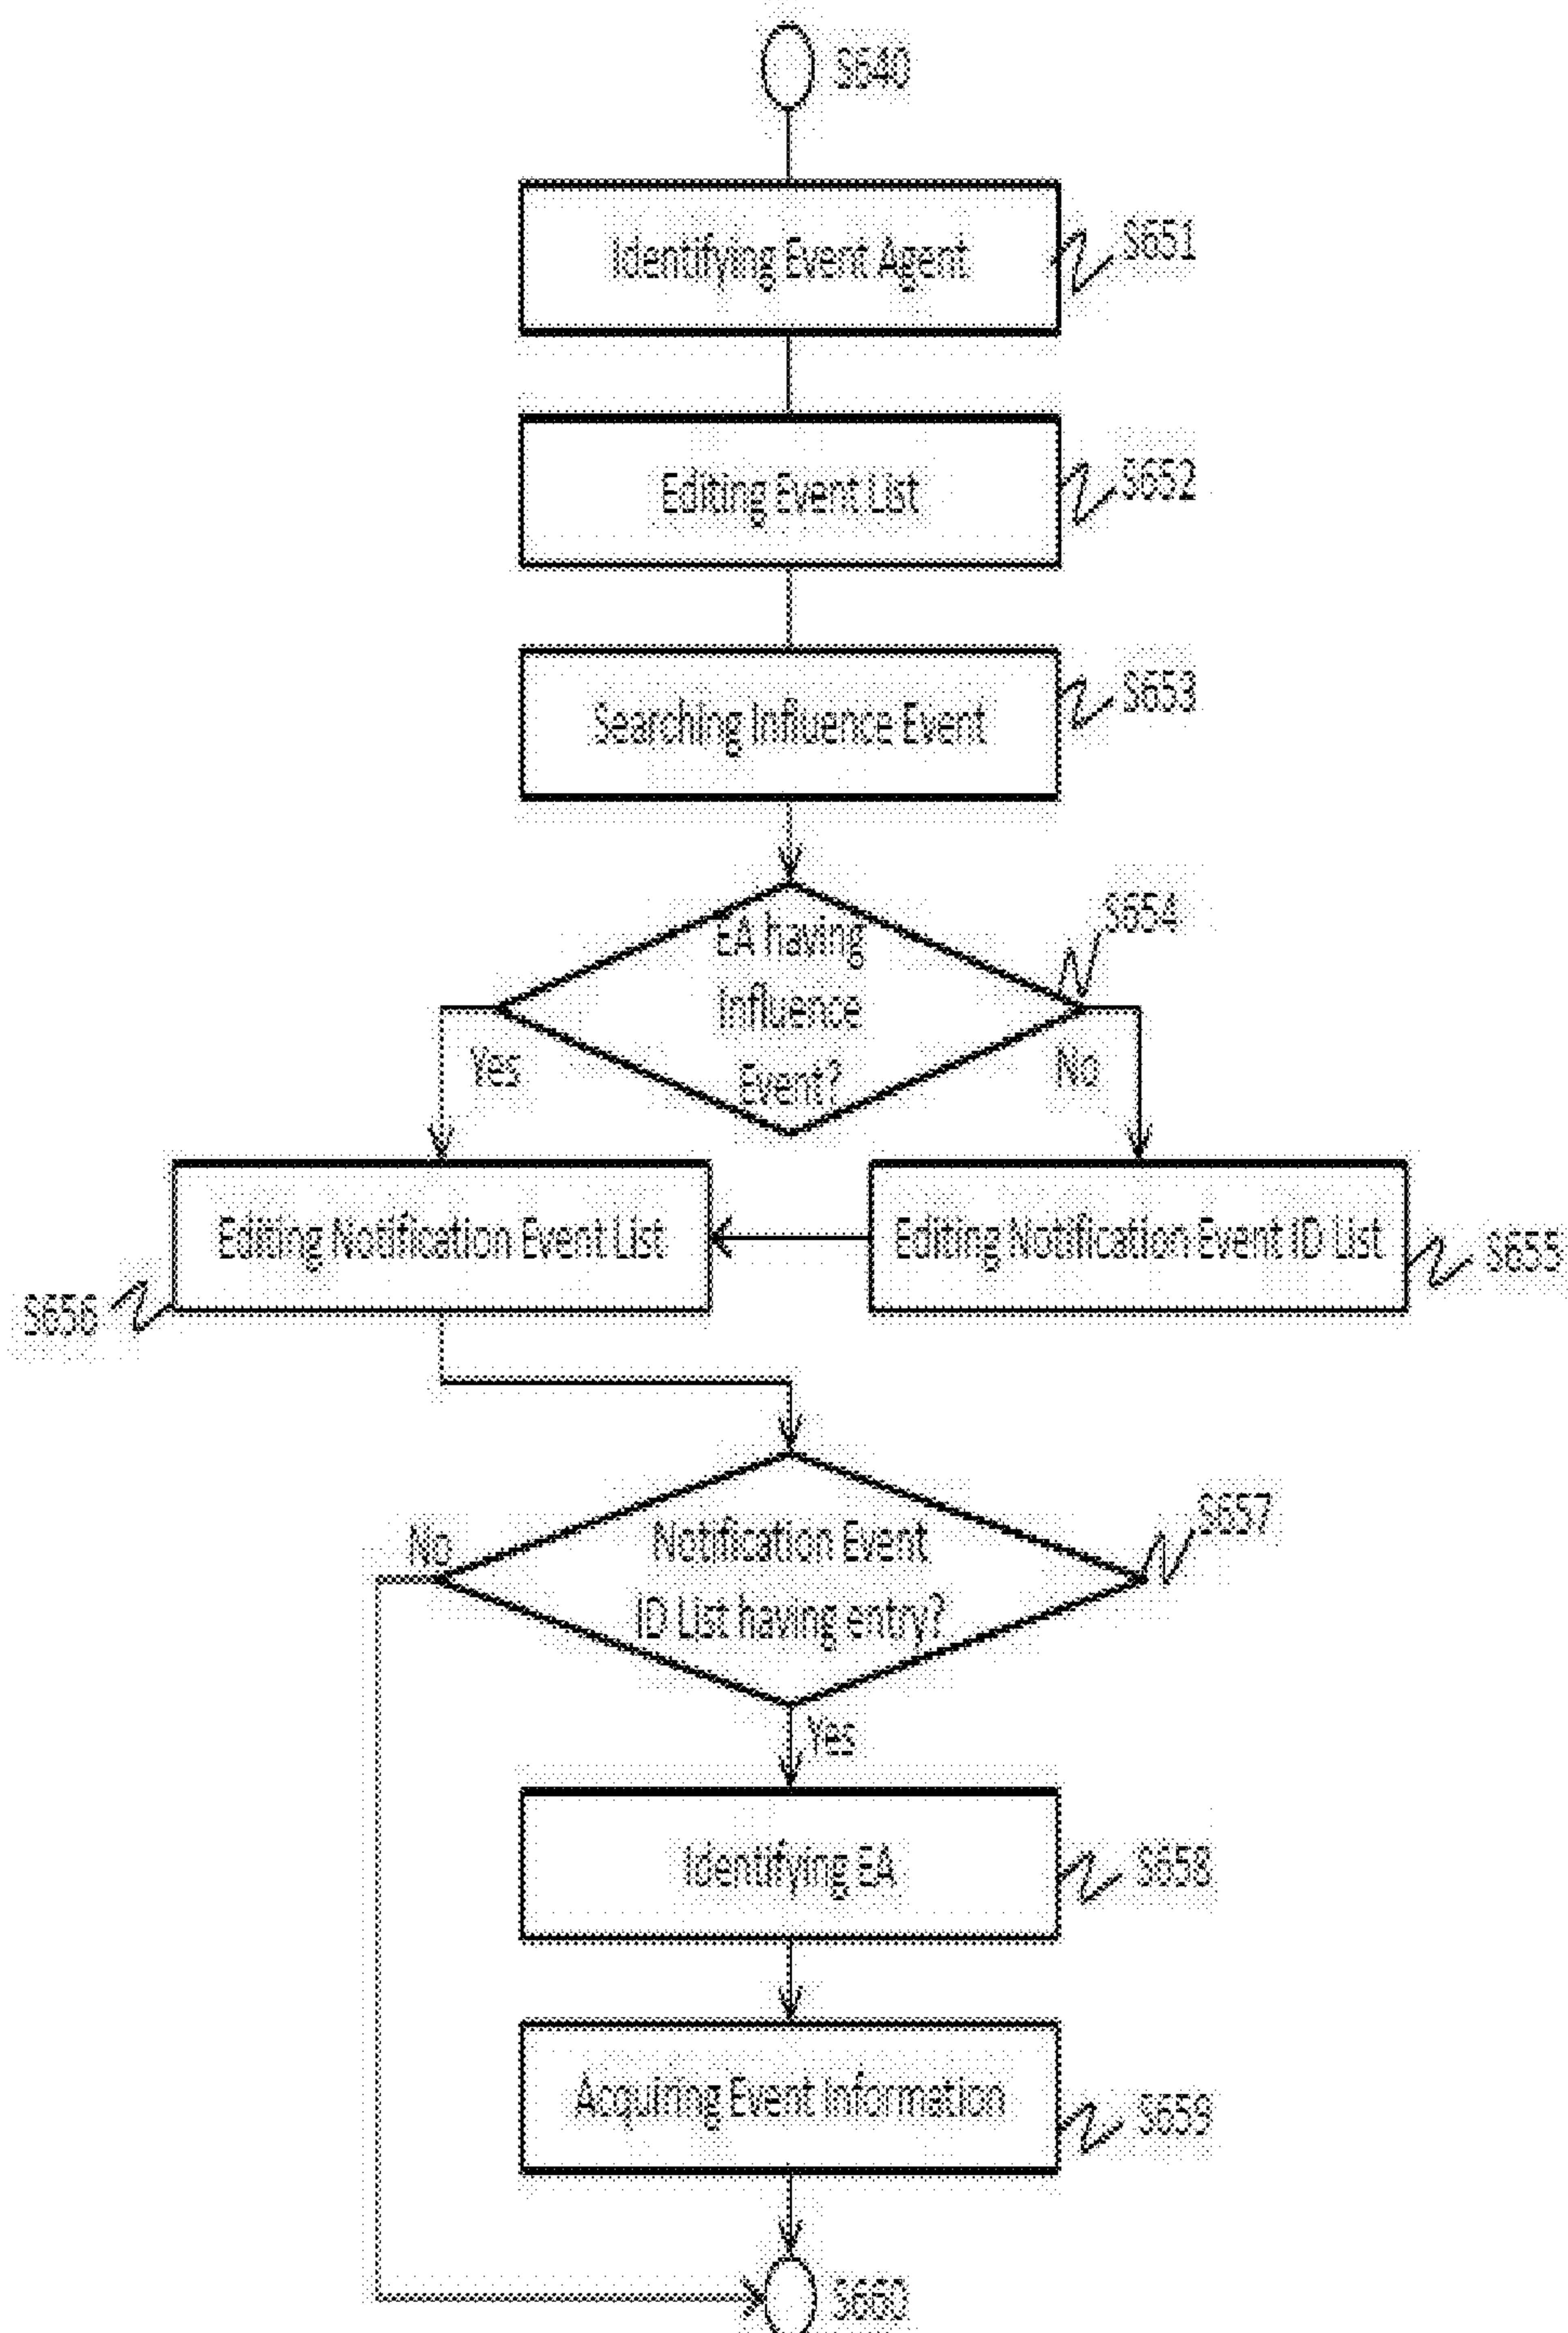 S640
Identifying Event Agent
S651
Editing Event List
S652
Searching Influence Event
S653
EA having
Influence
Event?
S654
Yes
No
Editing Notification Event List
Editing Notification Event ID List
S655
S656
Notification Event
ID List having entry?
S657
No
Yes
Identifying EA
S658
Acquiring Event Information
S659
S660